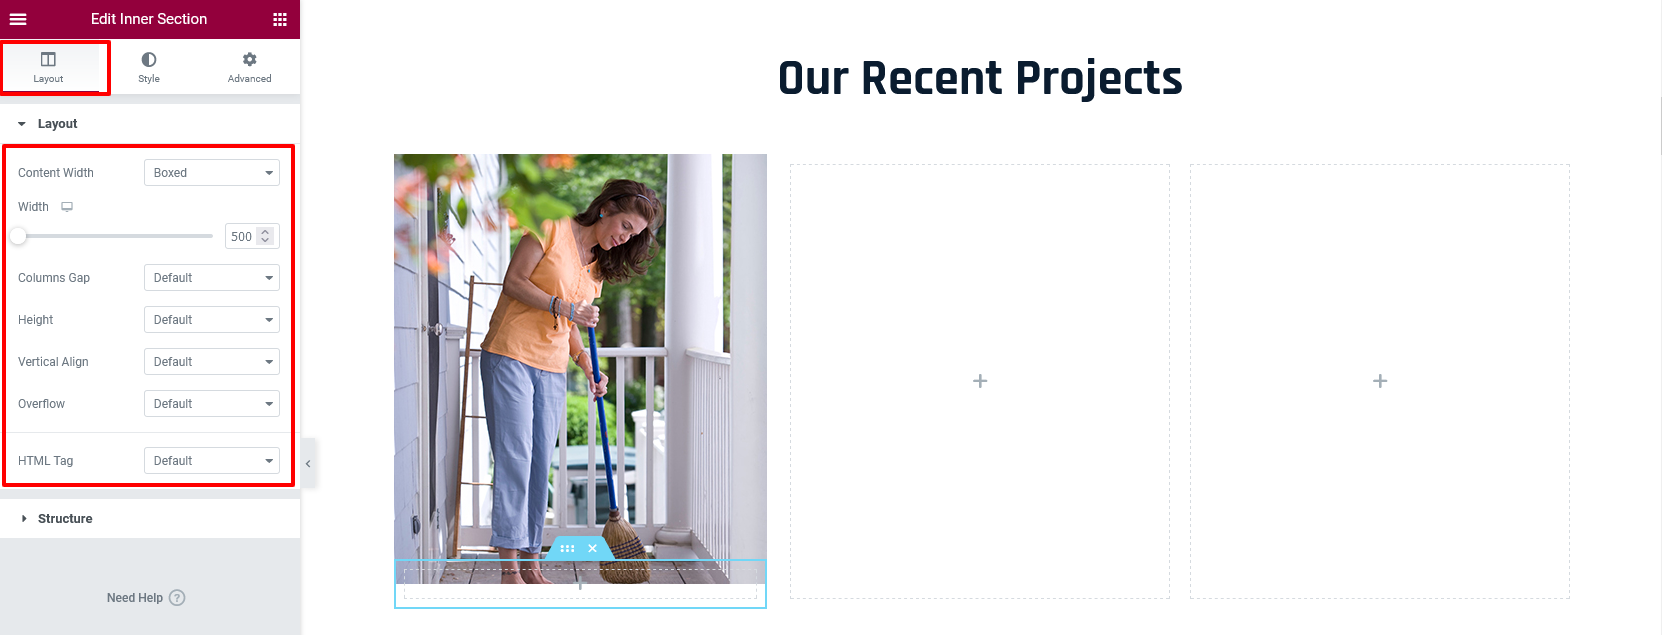 Edit Inner Section
Layout
Style
Advanced
Layout
Content Width
Boxed
Width
500
Columns Gap
Default
Height
Default
Vertical Align
Default
Overflow
Default
HTML Tag
Default
Structure
Need Help ?
Our Recent Projects